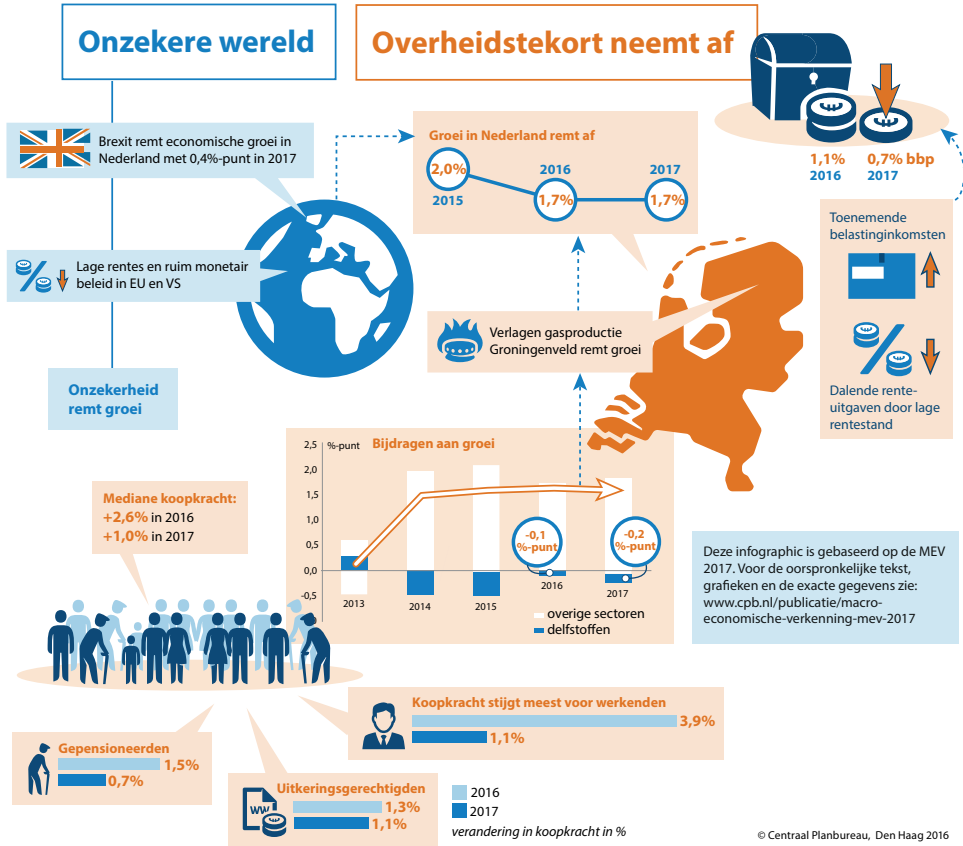 Onzekere wereld
Overheidstekort neemt af
Brexit remt economische groei in
Nederland met 0,4%-punt in 2017
Lage rentes en ruim monetair
beleid in EU en VS
Onzekerheid
remt groei
Groei in Nederland remt af
2,0%
2015
2016
1,7%
2017
1,7%
1,1%
2016
0,7% bbp
2017
Toenemende
belastinginkomsten
Dalende rente-
uitgaven door lage
rentestand
Verlagen gasproductie
Groningenveld remt groei
Bijdragen aan groei
%-punt
2,5
2,0
1,5
1,0
0,5
0,0
-0,5
2013
2014
2015
2016
2017
-0,1
%-punt
-0,2
%-punt
overige sectoren
delfstoffen
Mediane koopkracht:
+2,6% in 2016
+1,0% in 2017
Deze infographic is gebaseerd op de MEV
2017. Voor de oorspronkelijke tekst,
grafieken en de exacte gegevens zie:
www.cpb.nl/publicatie/macro-
economische-verkenning-mev-2017
Koopkracht stijgt meest voor werkenden
3,9%
1,1%
Gepensioneerden
1,5%
0,7%
Uitkeringsgerechtigden
WW
1,3%
1,1%
2016
2017
verandering in koopkracht in %
© Centraal Planbureau, Den Haag 2016